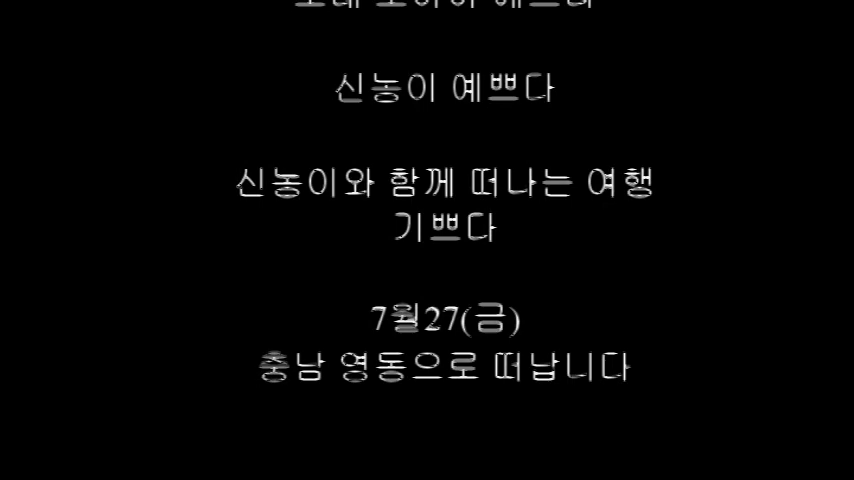 신농이 예쁘다
신농이와 함께 떠나는 여행
기쁘다
7월27(금)
충남 영동으로 떠납니다